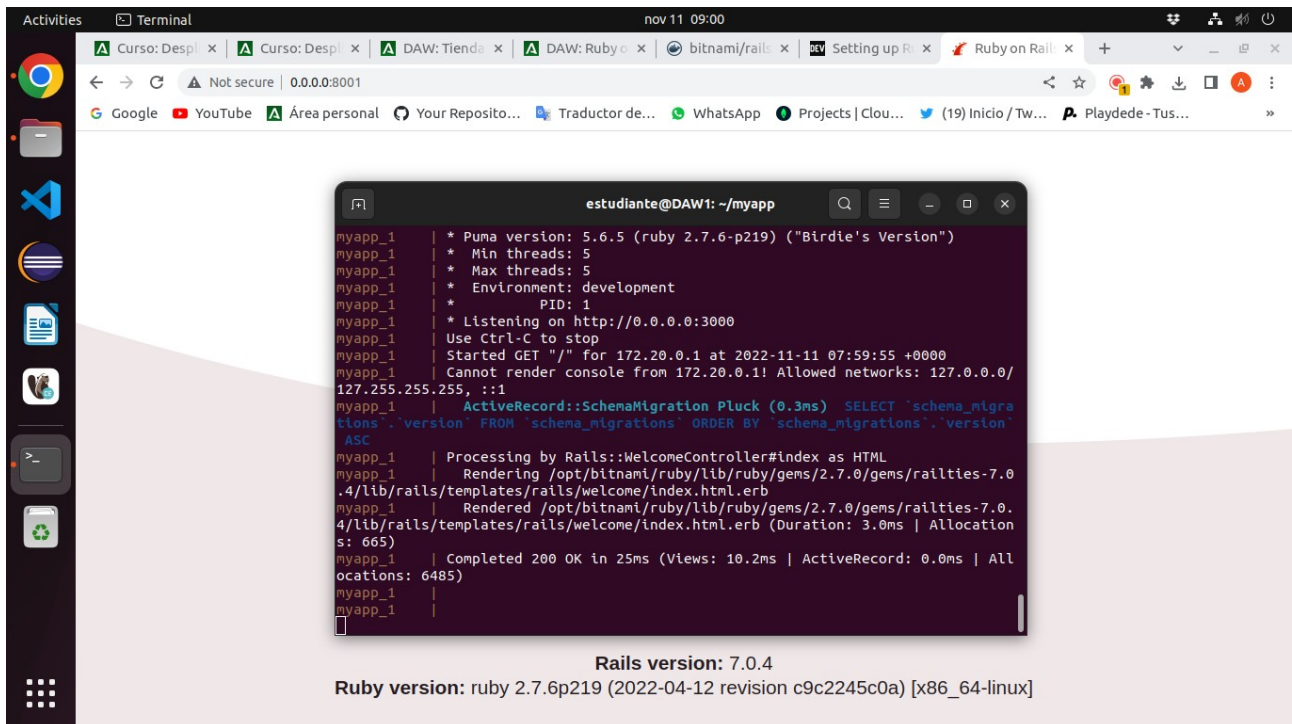 Activities
Terminal
nov 11 09:00
Curso: Despl
Curso: Despl
DAW: Tienda
DAW: Ruby o
bitnami/rails
DEV Setting up R
Ruby on Rail
Not secure | 0.0.0.0:8001
A
Google
YouTube
Área personal
Your Reposito...
Traductor de...
WhatsApp
Projects | Clou...
(19) Inicio / Tw...
Playdede - Tus...
»
estudiante@DAW1: ~/myapp
myapp_1 | * Puma version: 5.6.5 (ruby 2.7.6-p219) ("Birdie's Version")
myapp_1 | * Min threads: 5
myapp_1 | * Max threads: 5
myapp_1 | * Environment: development
myapp_1 | * PID: 1
myapp_1 | * Listening on http://0.0.0.0:3000
myapp_1 | Use Ctrl-C to stop
myapp_1 | Started GET "/" for 172.20.0.1 at 2022-11-11 07:59:55 +0000
myapp_1 | Cannot render console from 172.20.0.1! Allowed networks: 127.0.0.0/
127.255.255.255, ::1
myapp_1 | ActiveRecord::SchemaMigration Pluck (0.3ms) SELECT `schema_migra
tions`.`version` FROM `schema_migrations` ORDER BY `schema_migrations`.`version`
ASC
myapp_1 | Processing by Rails::WelcomeController#index as HTML
myapp_1 | Rendering /opt/bitnami/ruby/lib/ruby/gems/2.7.0/gems/railties-7.0
.4/lib/rails/templates/rails/welcome/index.html.erb
myapp_1 | Rendered /opt/bitnami/ruby/lib/ruby/gems/2.7.0/gems/railties-7.0.
4/lib/rails/templates/rails/welcome/index.html.erb (Duration: 3.0ms | Allocation
s: 665)
myapp_1 | Completed 200 OK in 25ms (Views: 10.2ms | ActiveRecord: 0.0ms | All
ocations: 6485)
myapp_1 |
myapp_1 |
Rails version: 7.0.4
Ruby version: ruby 2.7.6p219 (2022-04-12 revision c9c2245c0a) [x86_64-linux]